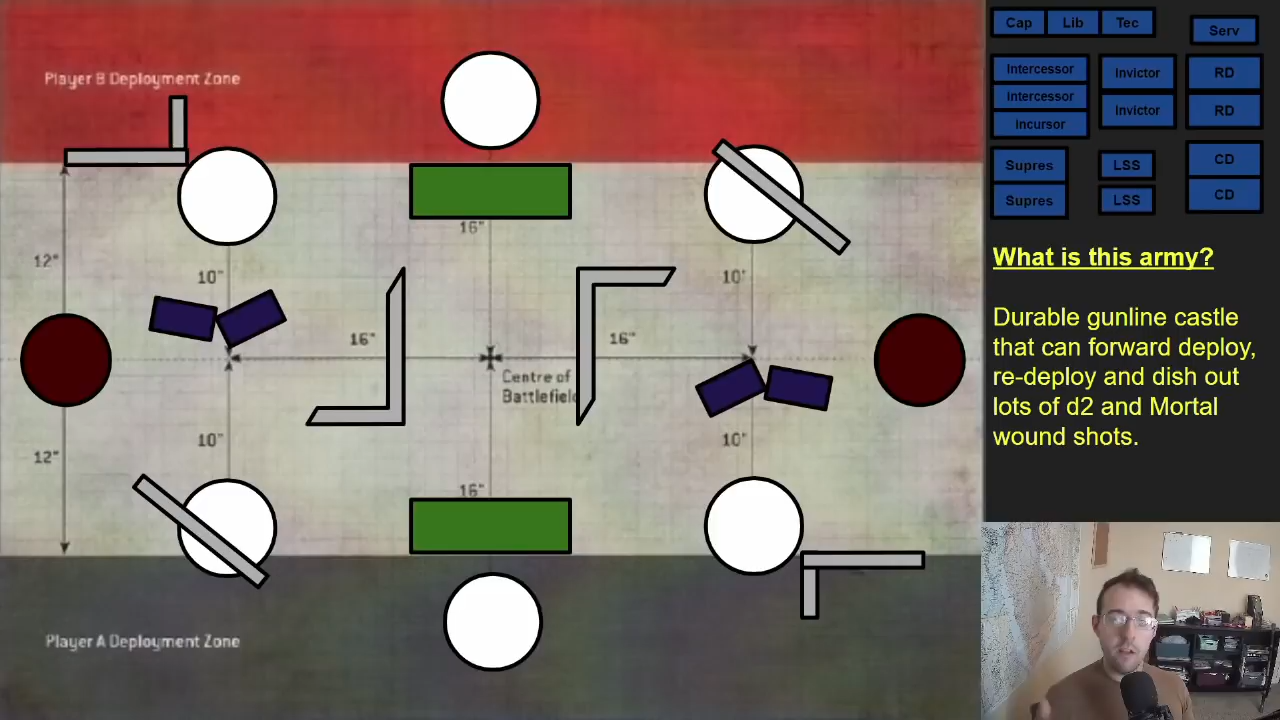 Player B Deployment Zone
12"
10"
16"
10"
16"
16"
Centre of
Battlefield
12"
10"
16"
10"
Player A Deployment Zone
Cap Lib Tec
Serv
Intercessor
Intercessor
Incursor
Invictor
Invictor
RD
RD
Supres
Supres
LSS
LSS
CD
CD
What is this army?
Durable gunline castle
that can forward deploy,
re-deploy and dish out
lots of d2 and Mortal
wound shots.